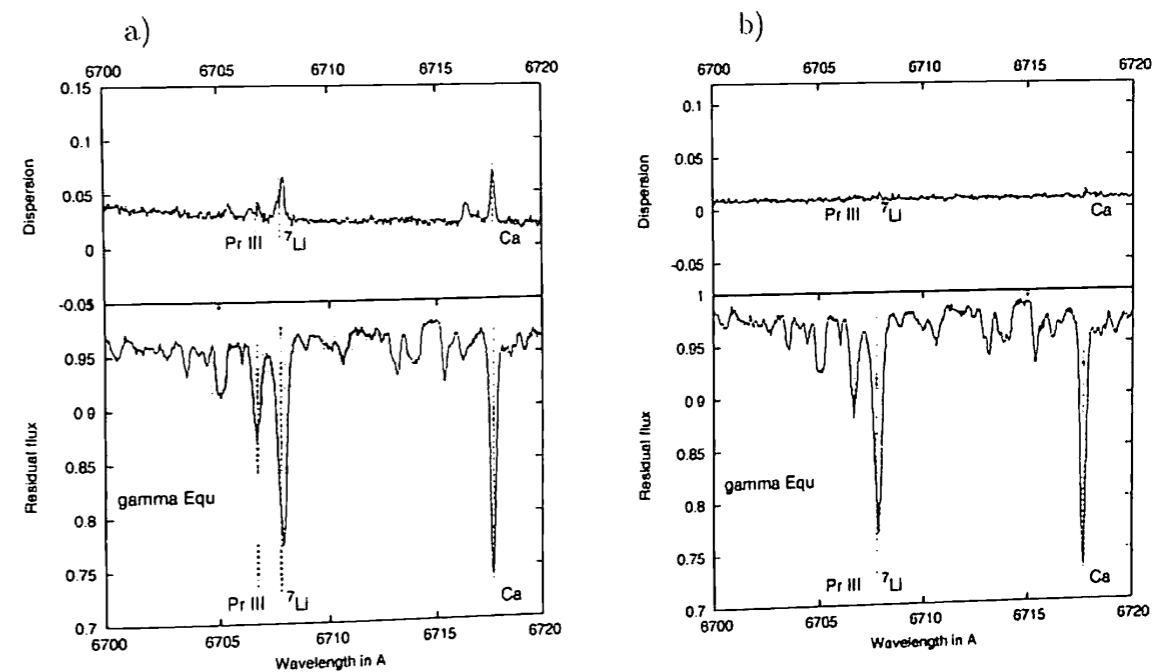 a)
6700 6705 6710 6715 6720
0.15
0.1
0.05
0
-0.05
Dispersion
Pr III
7Li
Ca
0.95
0 9
0.85
0.8
0.75
0.7
Residual flux
gamma Equ
Pr III
7Li
Ca
6700 6705 6710 6715 6720
Wavelength in A
b)
6700 6705 6710 6715 6720
0.1
0.05
0
-0.05
Dispersion
Pr III
7Li
Ca
1
0.95
0.9
0.85
0.8
0.75
0.7
Residual flux
gamma Equ
Pr III
7Li
Ca
6700 6705 6710 6715 6720
Wavelength in A